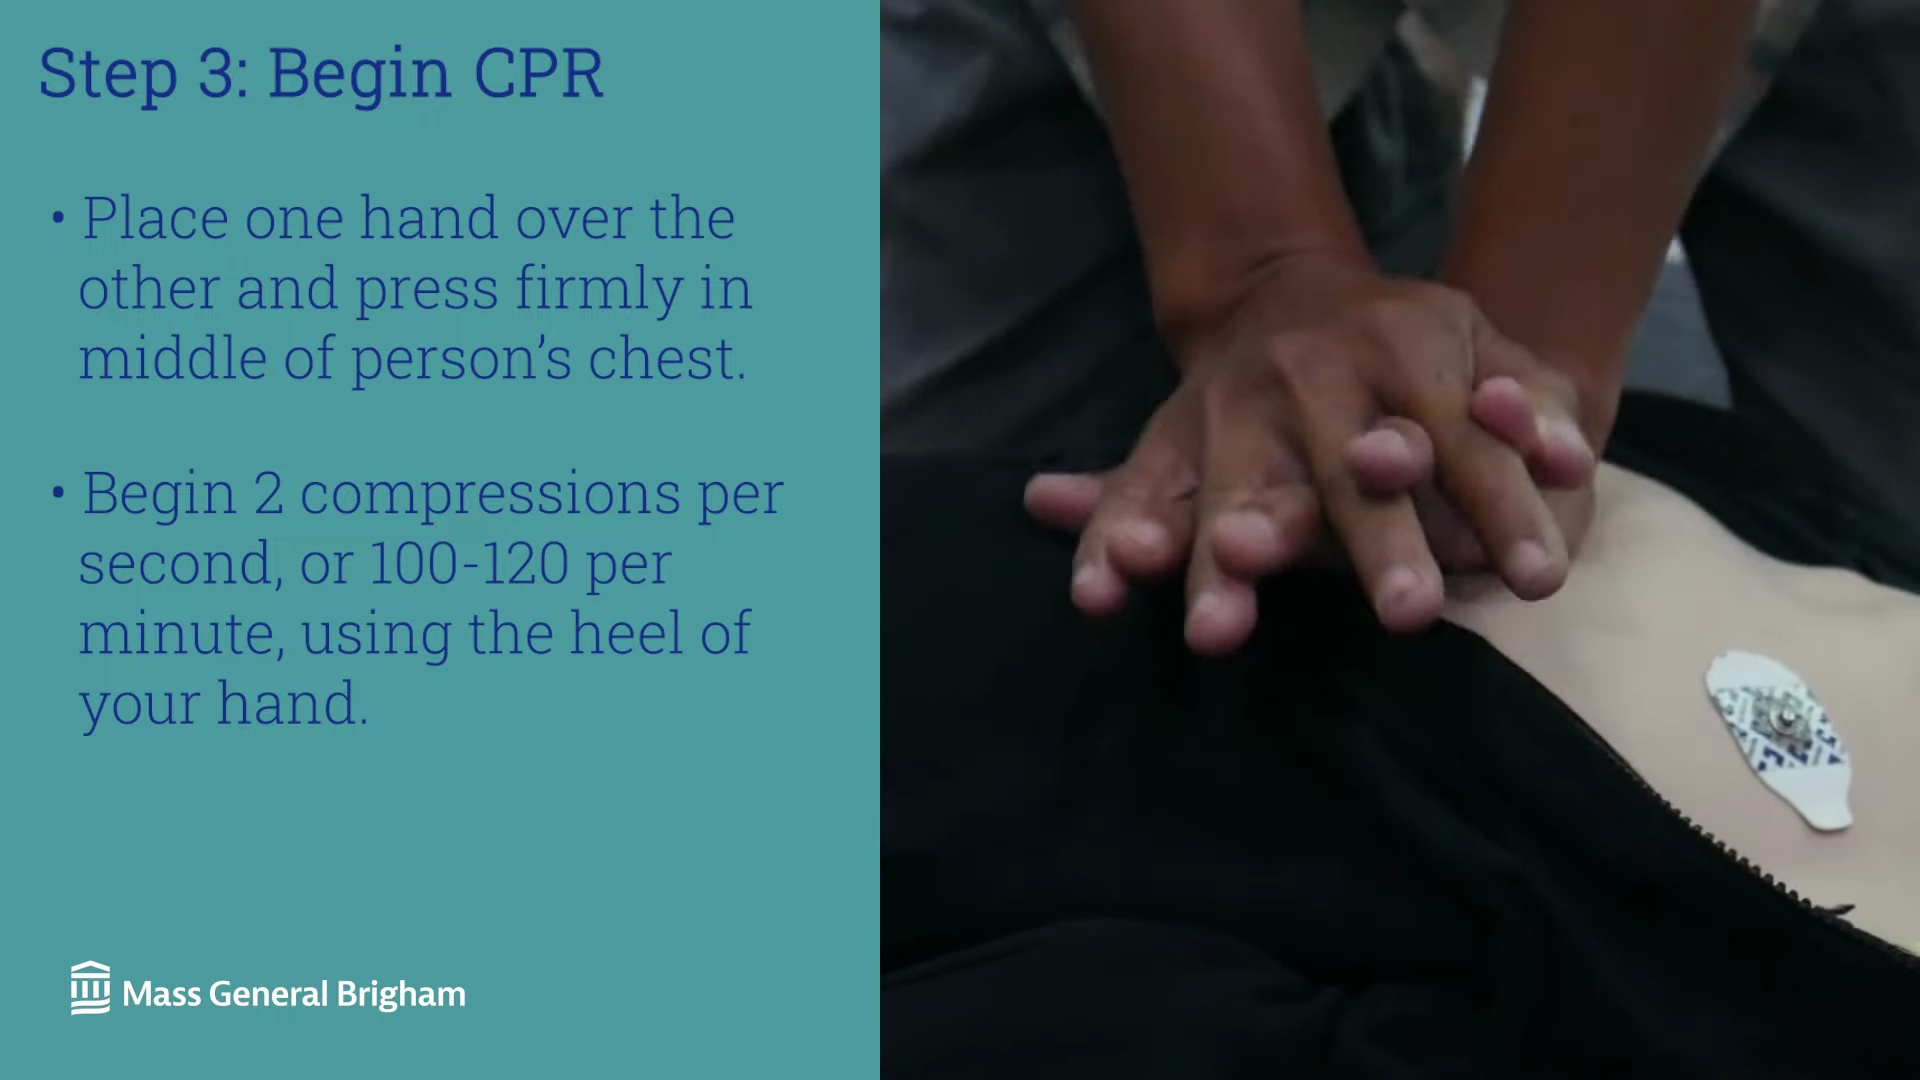 Step 3: Begin CPR
• Place one hand over the
other and press firmly in
middle of person’s chest.
• Begin 2 compressions per
second, or 100-120 per
minute, using the heel of
your hand.
Mass General Brigham